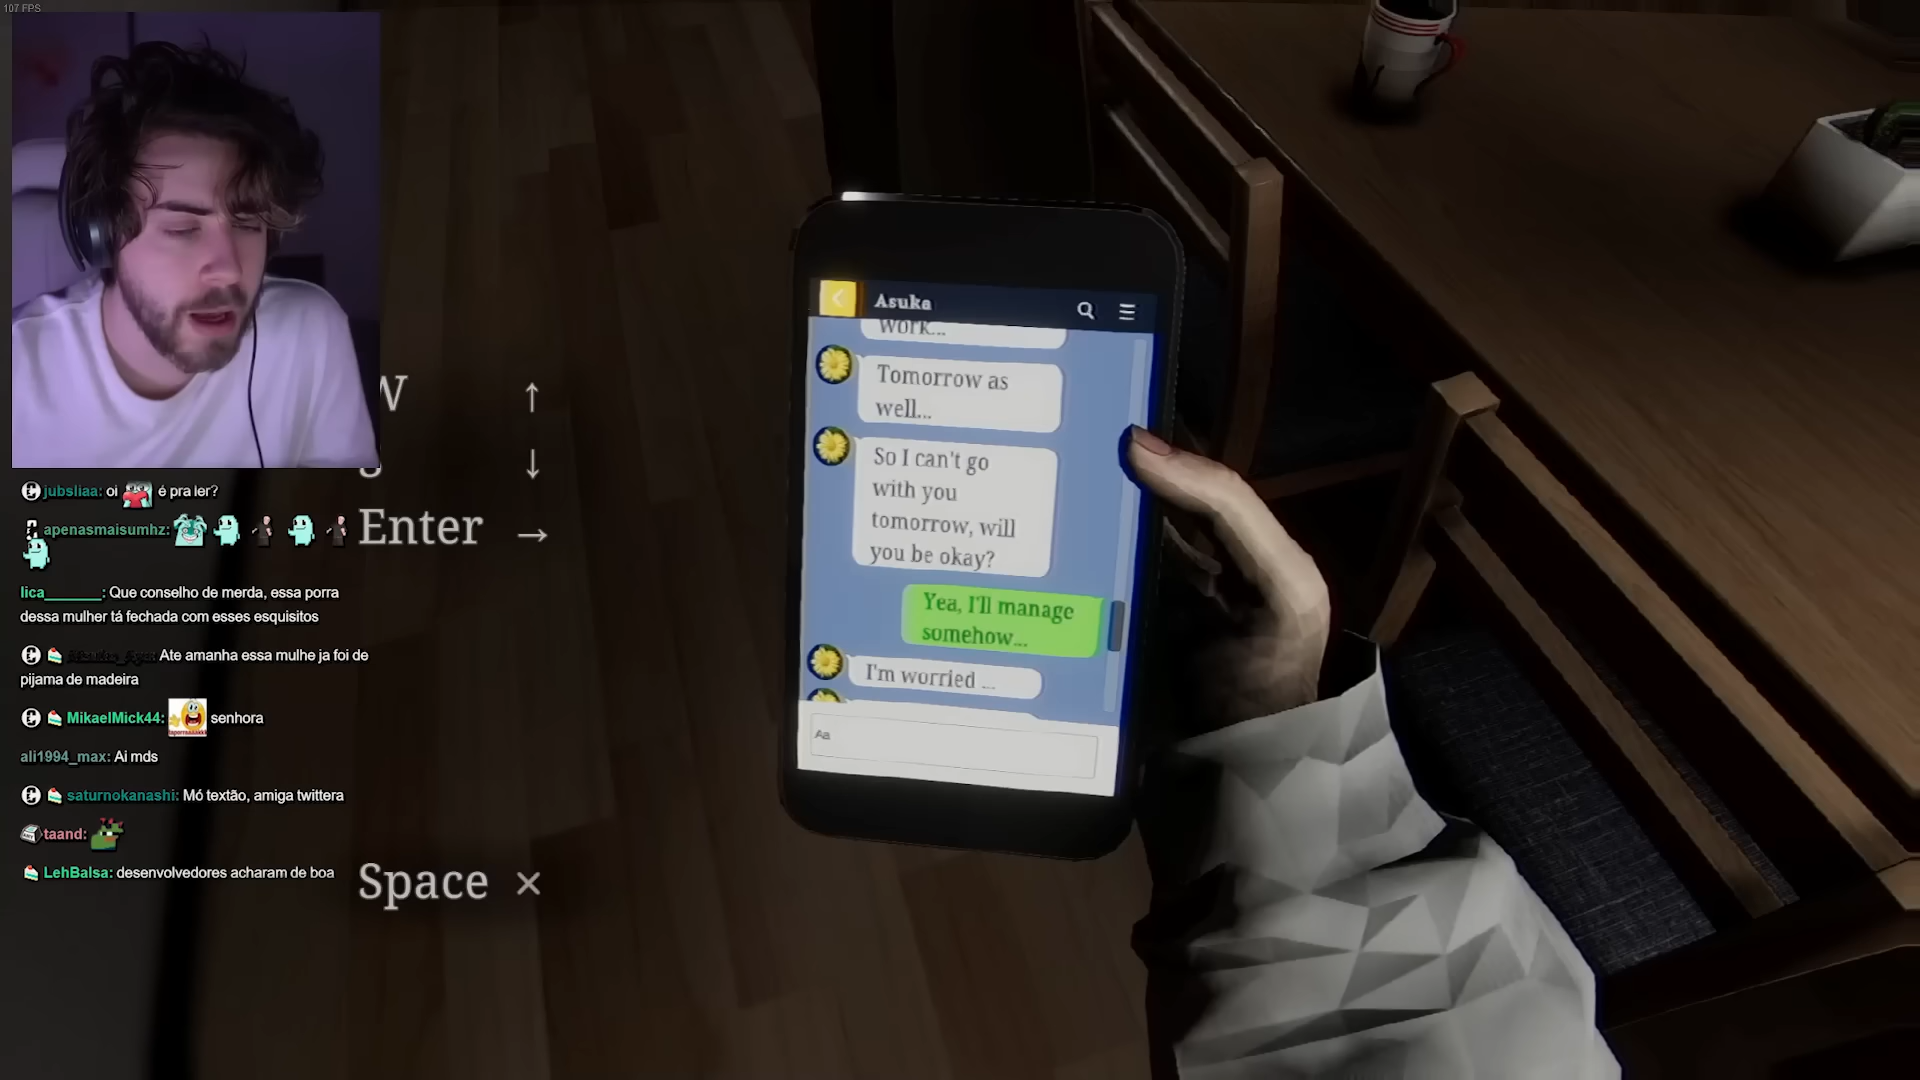 107 FPS
Asuka
work...
Tomorrow as
well...
So I can't go
with you
tomorrow, will
you be okay?
Yea, I'll manage
somehow...
I'm worried ...
Aa
W ↑
↓
Enter →
Space ×
jubsliaa: oi é pra ler?
apenasmaisumhz:
lica_______: Que conselho de merda, essa porra
dessa mulher tá fechada com esses esquisitos
Ate amanha essa mulhe ja foi de
pijama de madeira
MikaelMick44: senhora
ali1994_max: Ai mds
saturnokanashi: Mó textão, amiga twittera
taand:
LehBalsa: desenvolvedores acharam de boa